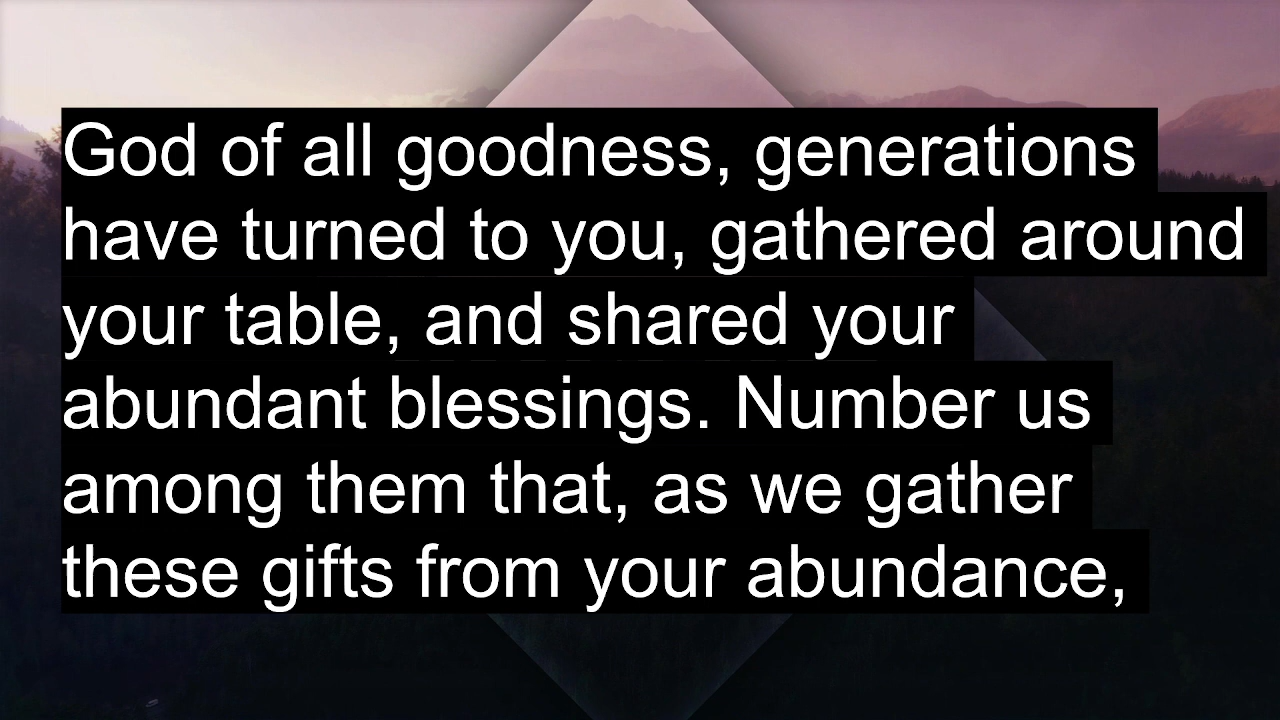 God of all goodness, generations
have turned to you, gathered around
your table, and shared your
abundant blessings. Number us
among them that, as we gather
these gifts from your abundance,